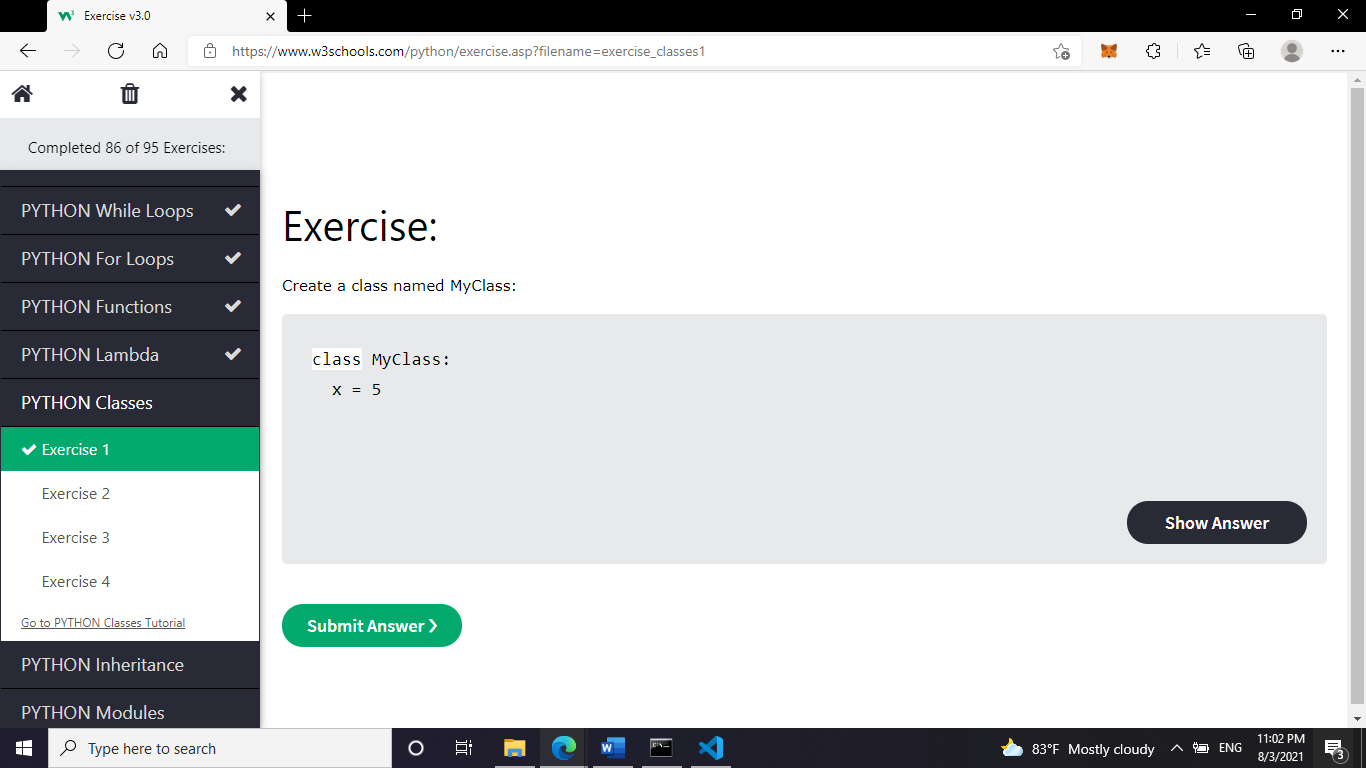 Exercise v3.0
https://www.w3schools.com/python/exercise.asp?filename=exercise_classes1
Completed 86 of 95 Exercises:
PYTHON While Loops
PYTHON For Loops
PYTHON Functions
PYTHON Lambda
PYTHON Classes
Exercise 1
Exercise 2
Exercise 3
Exercise 4
Go to PYTHON Classes Tutorial
PYTHON Inheritance
PYTHON Modules
Exercise:
Create a class named MyClass:
class MyClass:
  x = 5
Show Answer
Submit Answer ❯
Type here to search
83°F Mostly cloudy
ENG
11:02 PM
8/3/2021
3